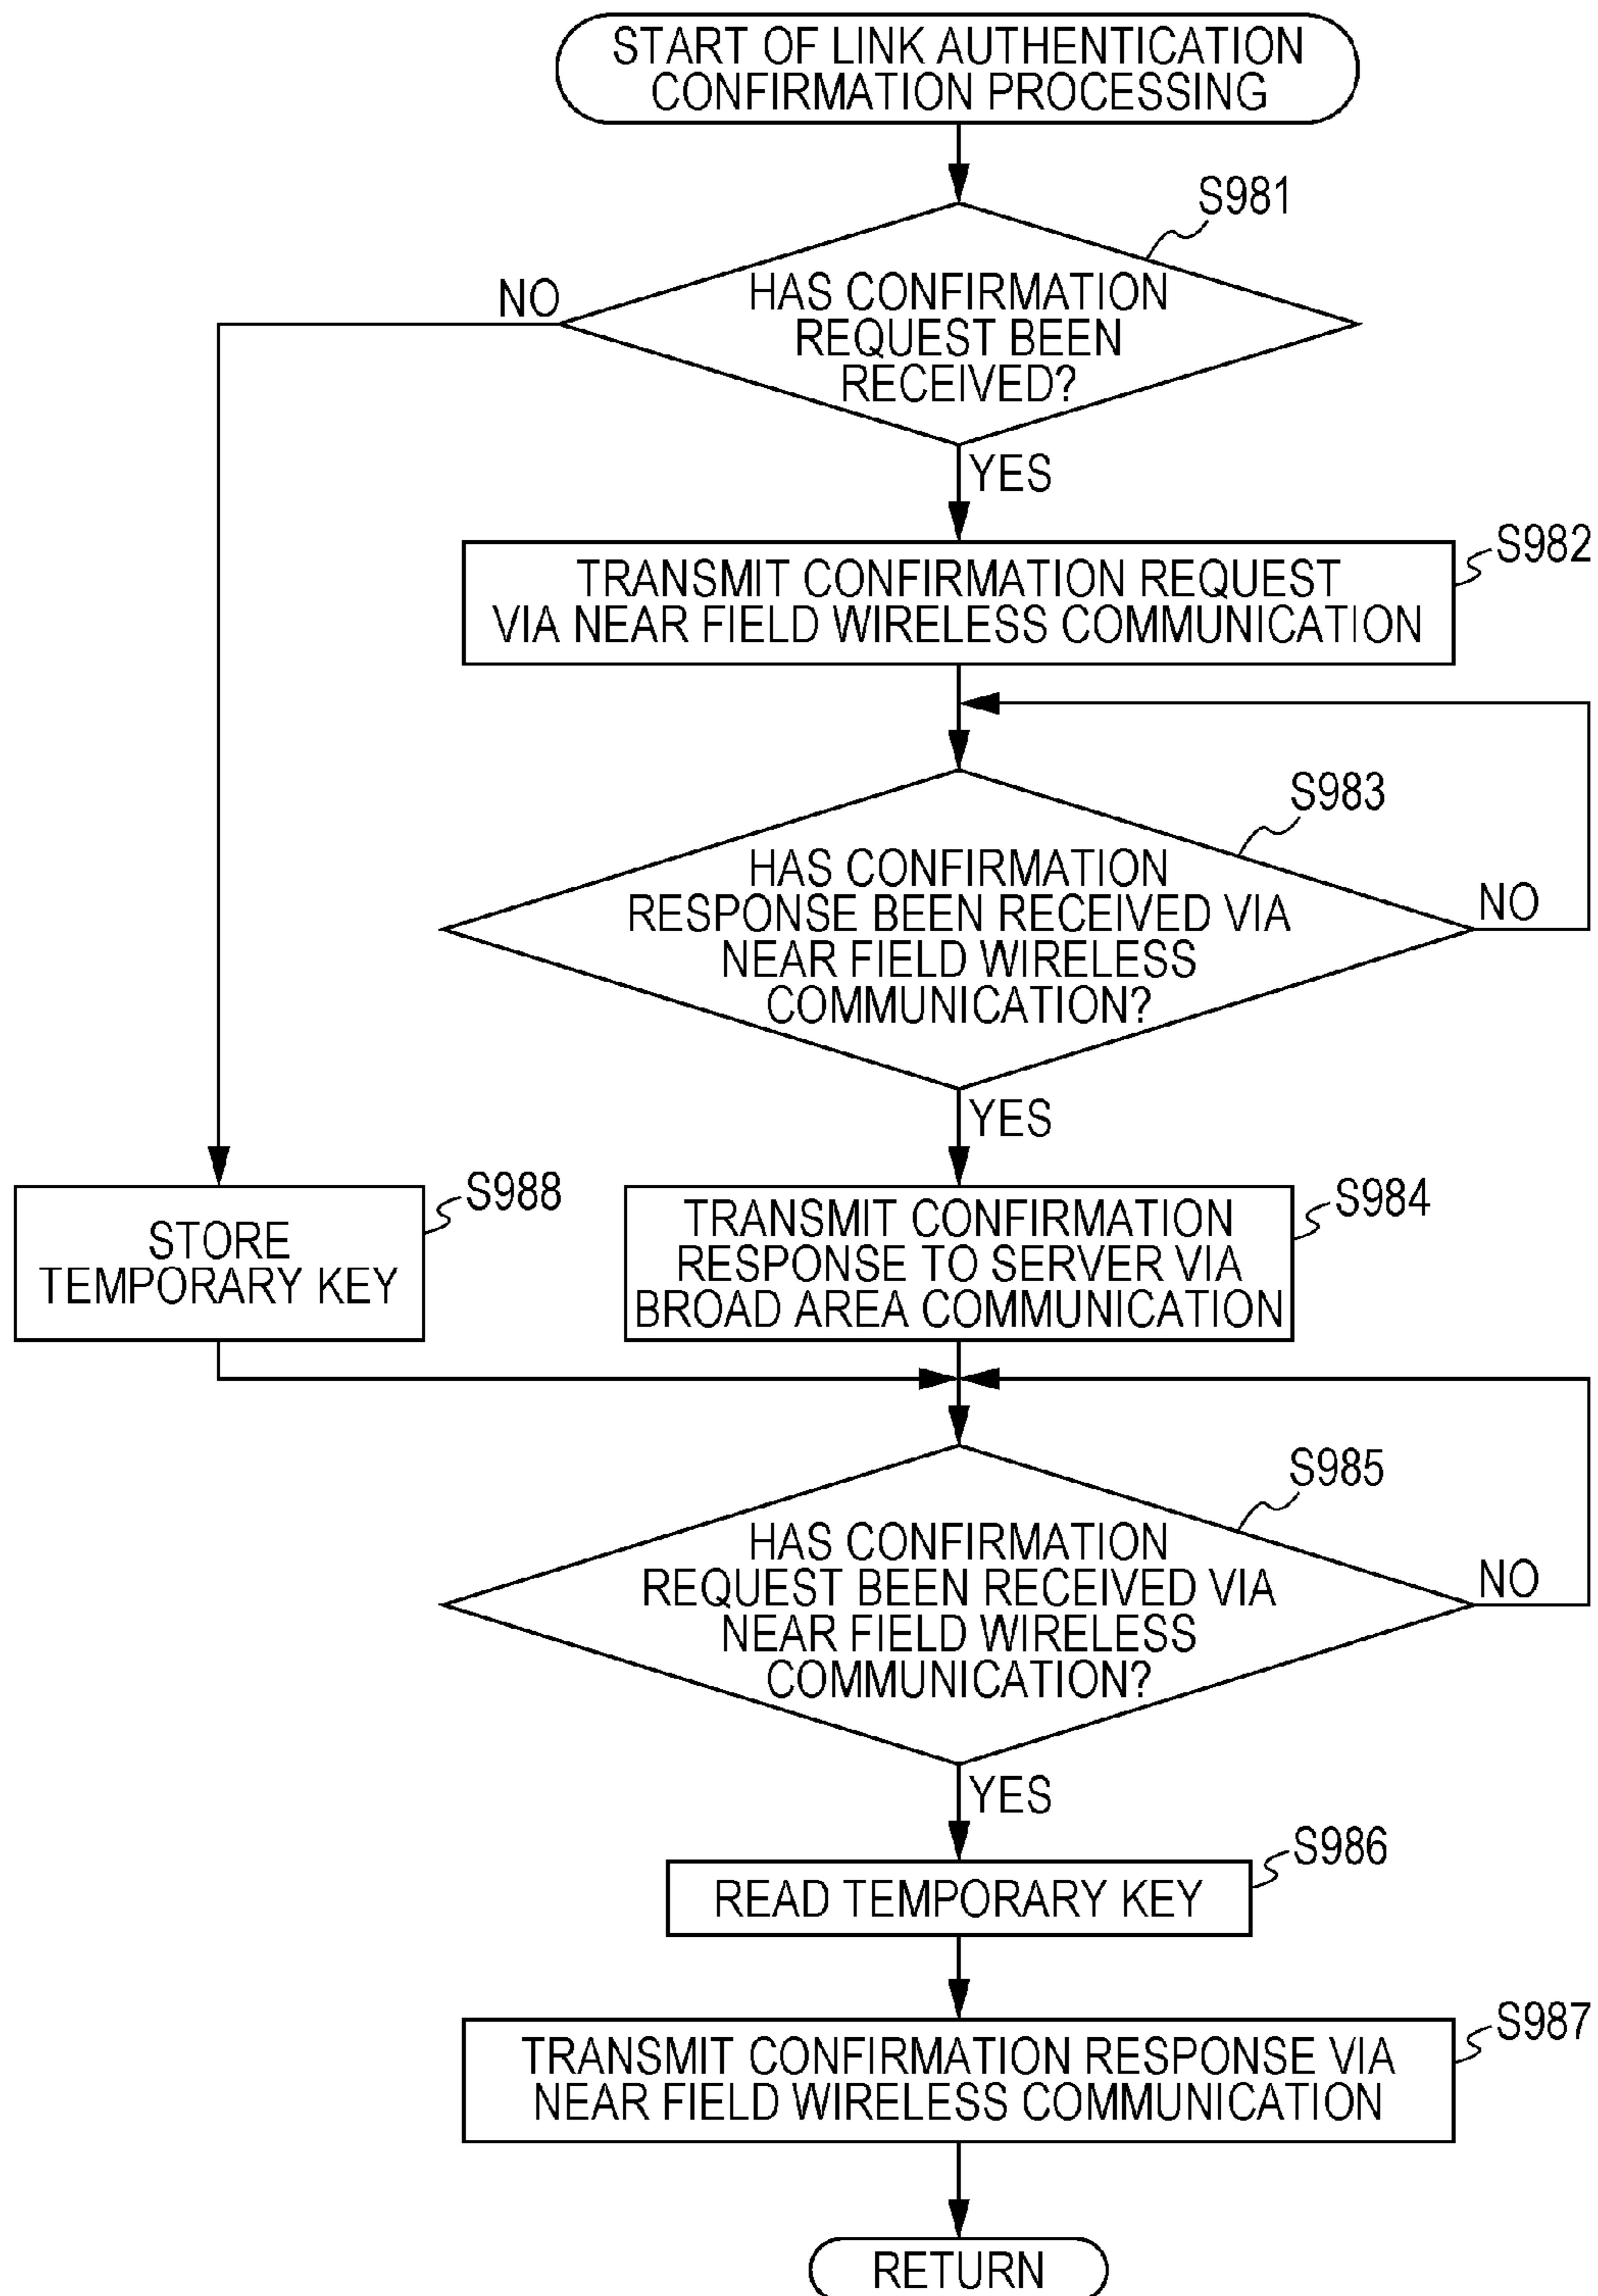 START OF LINK AUTHENTICATION
CONFIRMATION PROCESSING
S981
NO
HAS CONFIRMATION
REQUEST BEEN
RECEIVED?
YES
S982
TRANSMIT CONFIRMATION REQUEST
VIA NEAR FIELD WIRELESS COMMUNICATION
S983
HAS CONFIRMATION
RESPONSE BEEN RECEIVED VIA
NEAR FIELD WIRELESS
COMMUNICATION?
NO
YES
S988
STORE
TEMPORARY KEY
S984
TRANSMIT CONFIRMATION
RESPONSE TO SERVER VIA
BROAD AREA COMMUNICATION
S985
HAS CONFIRMATION
REQUEST BEEN RECEIVED VIA
NEAR FIELD WIRELESS
COMMUNICATION?
NO
YES
S986
READ TEMPORARY KEY
S987
TRANSMIT CONFIRMATION RESPONSE VIA
NEAR FIELD WIRELESS COMMUNICATION
RETURN